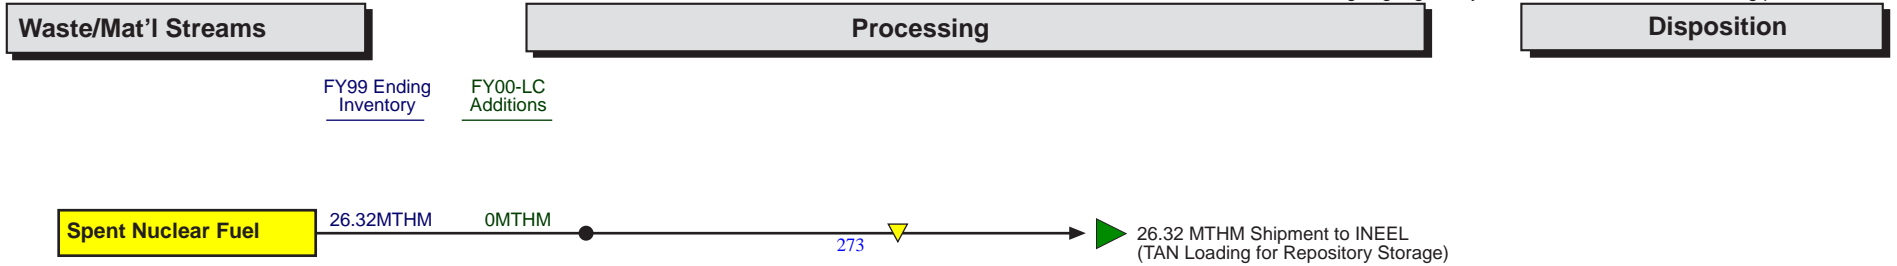 Waste/Mat'l Streams
Processing
Disposition
FY99 Ending
Inventory
FY00-LC
Additions
Spent Nuclear Fuel
26.32MTHM
0MTHM
273
26.32 MTHM Shipment to INEEL
(TAN Loading for Repository Storage)